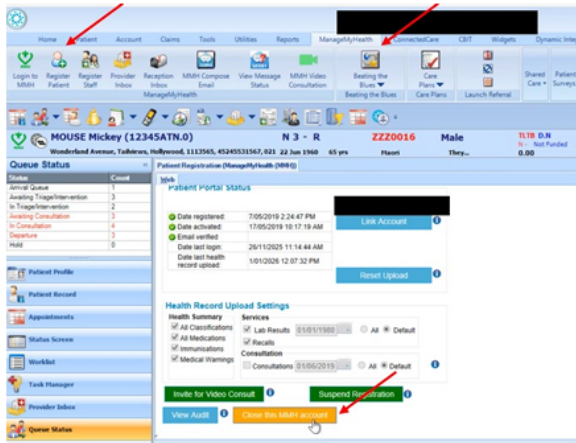 Home Patient Account Claims Tools Utilities Reports ManageMyHealth ConnectedCare CBIT Widgets Dynamic Inte
Login to MMH
Register Patient
Register Staff
Provider Inbox
Reception Inbox
MMH Compose Email
View Message Status
MMH Video Consultation
Beating the Blues
Care Plans
Shared Care
Patient Surveys
ManageMyHealth Beating the Blues Care Plans Launch Referral
MOUSE Mickey (12345ATN.0) N 3 - R ZZZ0016 Male TLTB D.N
Wonderland Avenue, Tailviews, Hollywood, 1113565, 45245531567, 021 22 Jun 1960 65 yrs Maori They... N - Not Funded
0.00
Queue Status
Patient Registration (ManageMyHealth (MMH))
Status Count
Web
Arrival Queue 1
Awaiting Triage/Intervention 3
In Triage/Intervention 2
Awaiting Consultation 3
In Consultation 4
Departure
Hold 0
Patient Profile
Patient Record
Appointments
Status Screen
Worklist
Task Manager
Provider Inbox
Queue Status
Patient Portal Status
Date registered: 7/05/2019 2:24:47 PM
Date activated: 17/05/2019 10:17:19 AM
Email verified
Date last login: 26/11/2025 11:14:44 AM
Date last health record upload: 1/01/2026 12:07:32 PM
Link Account
Reset Upload
Health Record Upload Settings
Health Summary
All Classifications
All Medications
Immunisations
Medical Warnings
Services
Lab Results 01/01/1980 All Default
Recalls
Consultation
Consultations 01/06/2019 All Default
Invite for Video Consult
Suspend Registration
View Audit
Close this MMH account